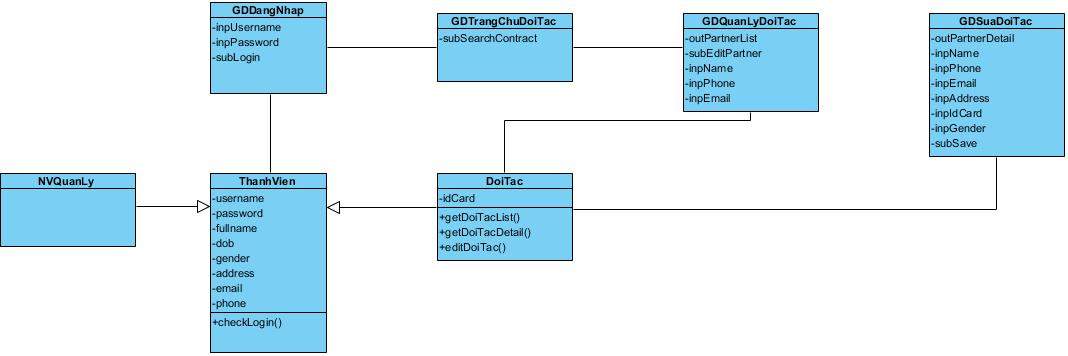 GDDangNhap
-inpUsername
-inpPassword
-subLogin
GDTrangChuDoiTac
-subSearchContract
GDQuanLyDoiTac
-outPartnerList
-subEditPartner
-inpName
-inpPhone
-inpEmail
GDSuaDoiTac
-outPartnerDetail
-inpName
-inpPhone
-inpEmail
-inpAddress
-inpIdCard
-inpGender
-subSave
NVQuanLy
ThanhVien
-username
-password
-fullname
-dob
-gender
-address
-email
-phone
+checkLogin()
DoiTac
-idCard
+getDoiTacList()
+getDoiTacDetail()
+editDoiTac()